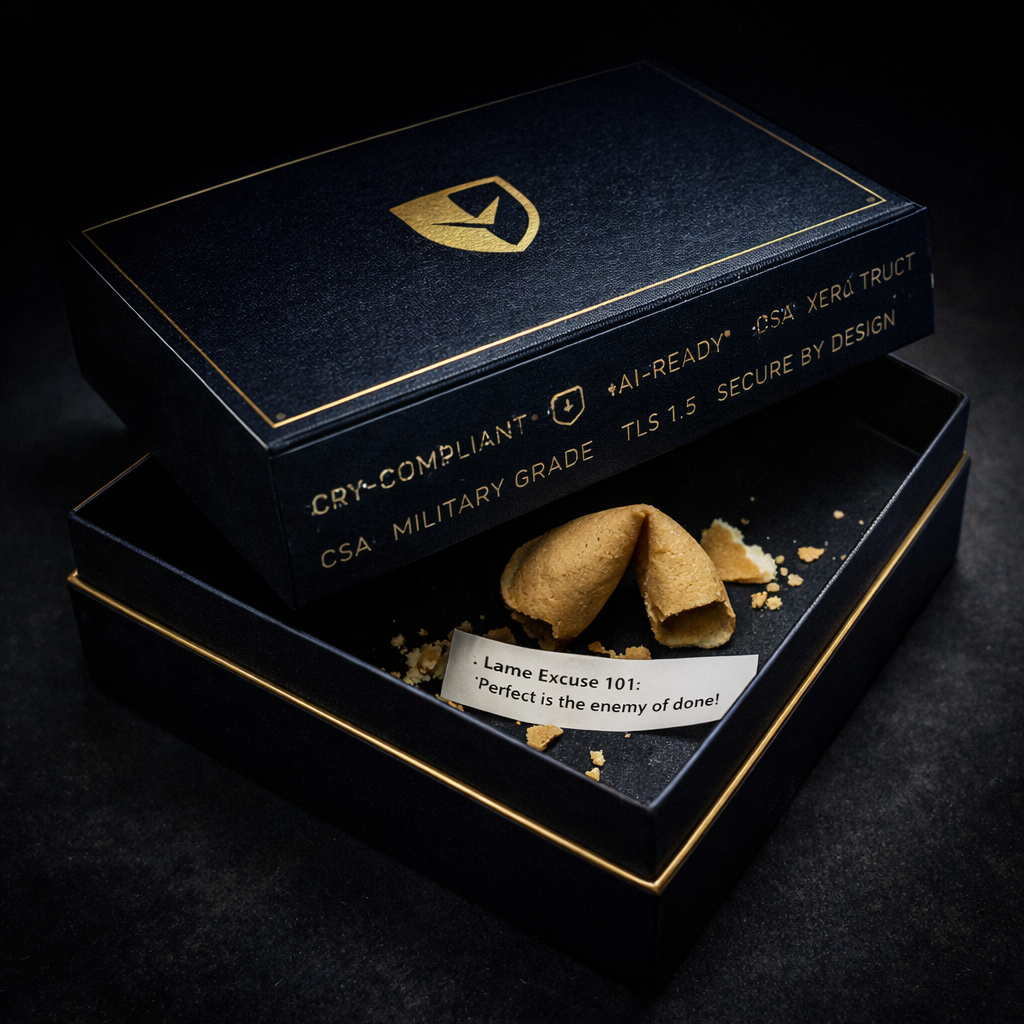 CRY-COMPLIANT* *AI-READY* CSA XERA TRUCT
CSA MILITARY GRADE TLS 1.5 SECURE BY DESIGN
· Lame Excuse 101:
'Perfect is the enemy of done!